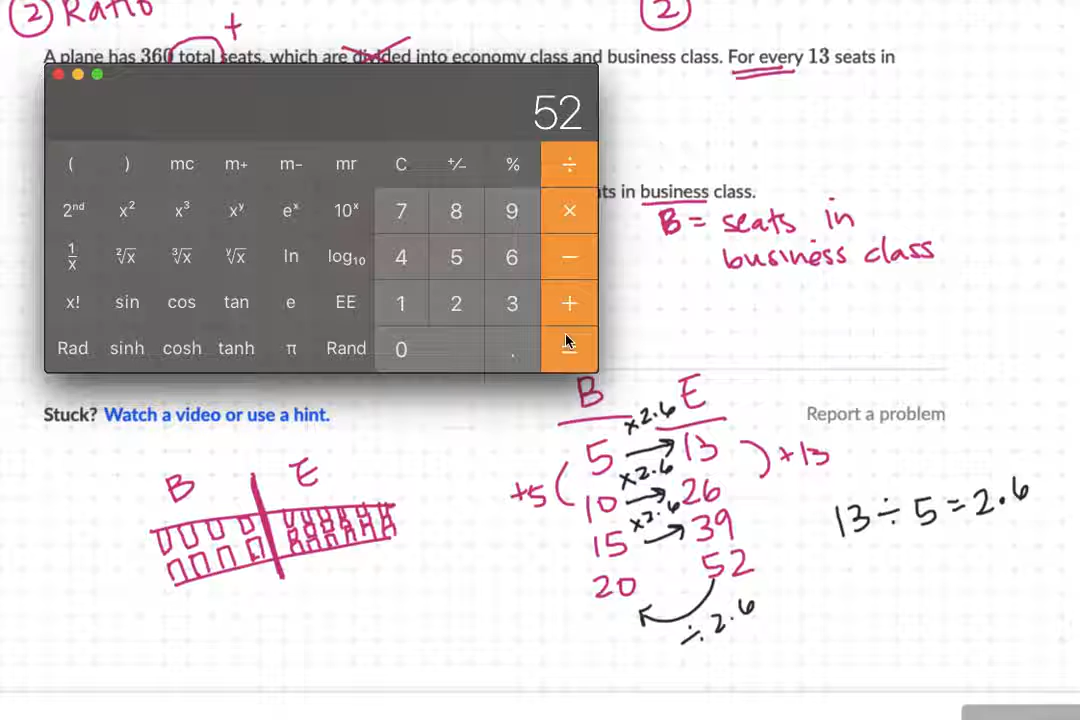 ② Ratio
②
+
A plane has 360 total seats, which are divided into economy class and business class. For every 13 seats in
52
( ) mc m+ m- mr C +/- % ÷
2nd x² x³ xʸ eˣ 10ˣ 7 8 9 ×
1/x ²√x ³√x ʸ√x ln log₁₀ 4 5 6 −
x! sin cos tan e EE 1 2 3 +
Rad sinh cosh tanh π Rand 0 . =
ts in business class.
B = seats in
business class
Stuck? Watch a video or use a hint.
Report a problem
B E
B E
×2.6
5 → 13
+5
+13
×2.6
10 → 26
×2.6
15 → 39
20 52
÷ 2.6
13 ÷ 5 = 2.6